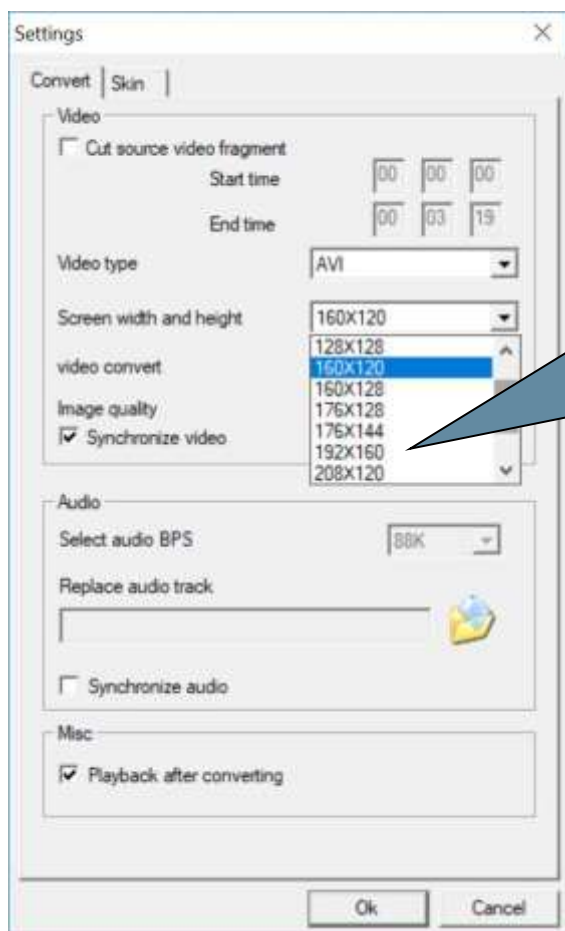 Settings
Convert Skin
Video
Cut source video fragment
Start time 00 00 00
End time 00 03 19
Video type AVI
Screen width and height 160X120
128X128
video convert 160X120
160X128
Image quality 176X128
176X144
Synchronize video 192X160
208X120
Audio
Select audio BPS 88K
Replace audio track
Synchronize audio
Misc
Playback after converting
Ok Cancel